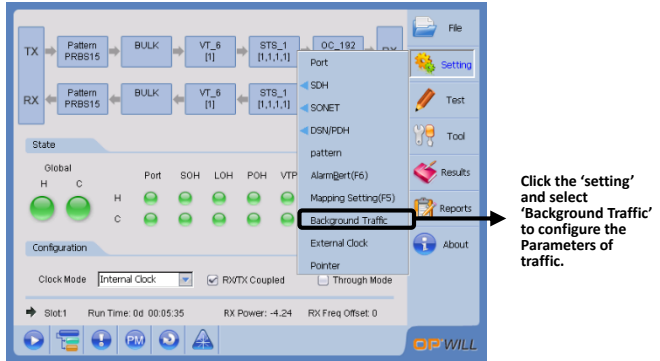 TX
Pattern
PRBS15
BULK
VT_6
[1]
STS_1
[1,1,1,1]
OC_192
RX
RX
Pattern
PRBS15
BULK
VT_6
[1]
STS_1
[1,1,1,1]
Port
SDH
SONET
DSN/PDH
pattern
AlarmBert(F6)
Mapping Setting(F5)
Background Traffic
External Clock
Pointer
State
Global
H C
Port SOH LOH POH VTP
H
C
Configuration
Clock Mode Internal Clock RX/TX Coupled Through Mode
Slot:1 Run Time: 0d 00:05:35 RX Power: -4.24 RX Freq Offset: 0
PM
File
Setting
Test
Tool
Results
Reports
About
OPWILL
Click the ‘setting’
and select
‘Background Traffic’
to configure the
Parameters of
traffic.